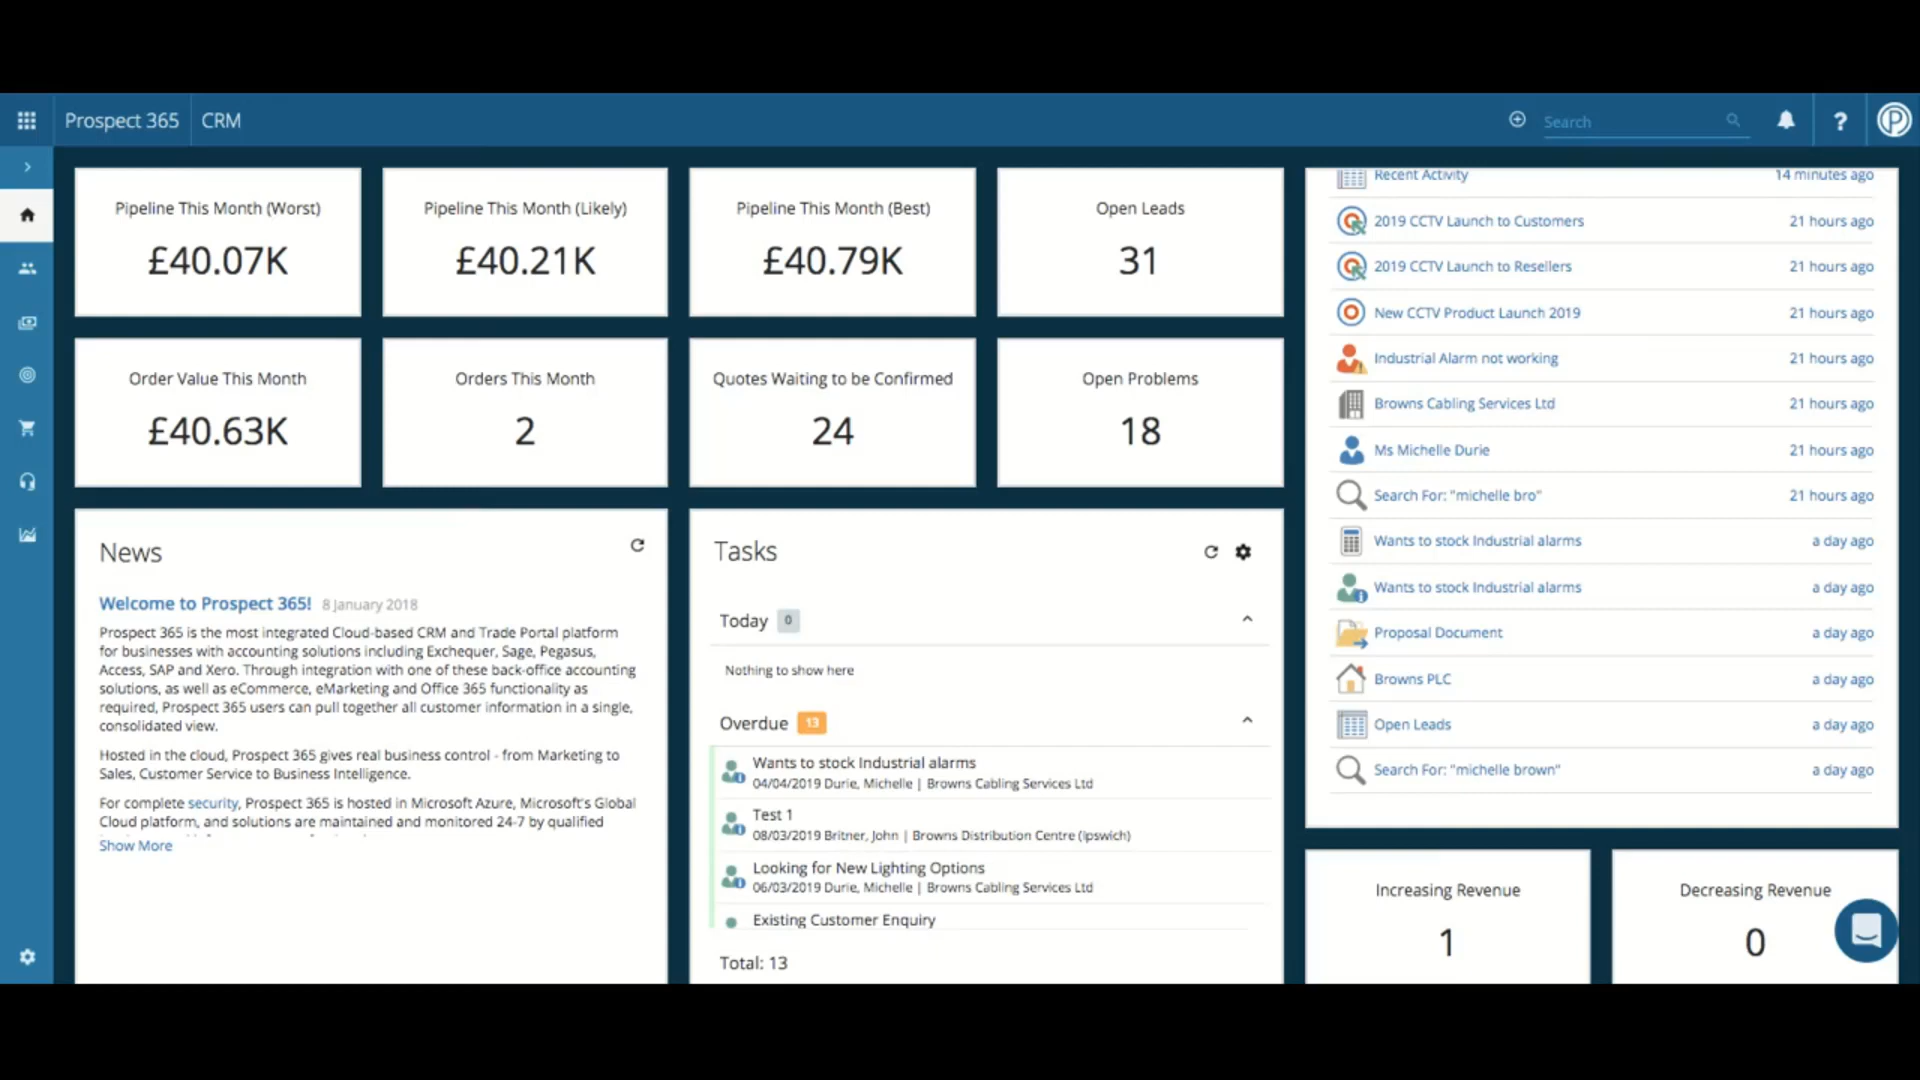 Prospect 365
CRM
Search
?
P
Pipeline This Month (Worst)
£40.07K
Pipeline This Month (Likely)
£40.21K
Pipeline This Month (Best)
£40.79K
Open Leads
31
Order Value This Month
£40.63K
Orders This Month
2
Quotes Waiting to be Confirmed
24
Open Problems
18
News
Welcome to Prospect 365! 8 January 2018
Prospect 365 is the most integrated Cloud-based CRM and Trade Portal platform
for businesses with accounting solutions including Exchequer, Sage, Pegasus,
Access, SAP and Xero. Through integration with one of these back-office accounting
solutions, as well as eCommerce, eMarketing and Office 365 functionality as
required, Prospect 365 users can pull together all customer information in a single,
consolidated view.
Hosted in the cloud, Prospect 365 gives real business control - from Marketing to
Sales, Customer Service to Business Intelligence.
For complete security, Prospect 365 is hosted in Microsoft Azure, Microsoft's Global
Cloud platform, and solutions are maintained and monitored 24-7 by qualified
Show More
Tasks
Today 0
Nothing to show here
Overdue 13
Wants to stock Industrial alarms
04/04/2019 Durie, Michelle | Browns Cabling Services Ltd
Test 1
08/03/2019 Britner, John | Browns Distribution Centre (Ipswich)
Looking for New Lighting Options
06/03/2019 Durie, Michelle | Browns Cabling Services Ltd
Existing Customer Enquiry
Total: 13
Recent Activity 14 minutes ago
2019 CCTV Launch to Customers 21 hours ago
2019 CCTV Launch to Resellers 21 hours ago
New CCTV Product Launch 2019 21 hours ago
Industrial Alarm not working 21 hours ago
Browns Cabling Services Ltd 21 hours ago
Ms Michelle Durie 21 hours ago
Search For: "michelle bro" 21 hours ago
Wants to stock Industrial alarms a day ago
Wants to stock Industrial alarms a day ago
Proposal Document a day ago
Browns PLC a day ago
Open Leads a day ago
Search For: "michelle brown" a day ago
Increasing Revenue
1
Decreasing Revenue
0